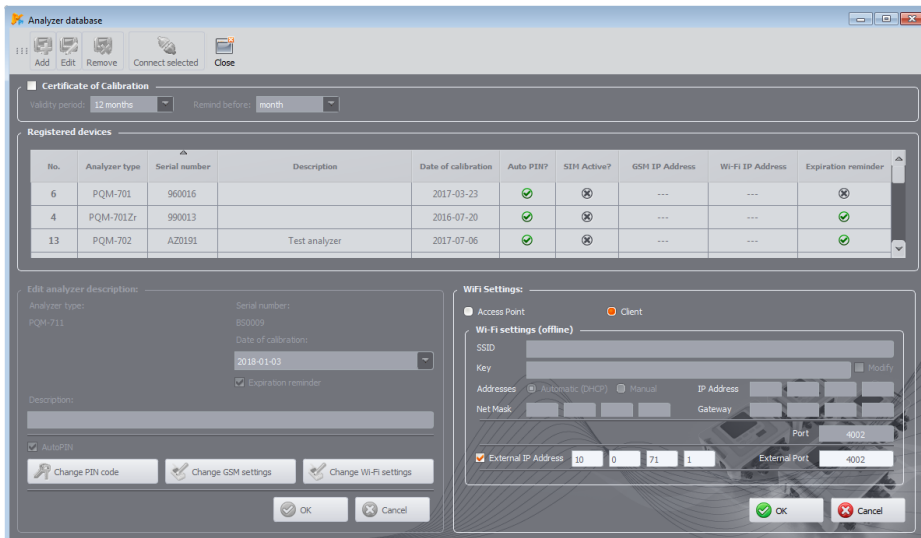 Analyzer database
Add Edit Remove Connect selected Close
Certificate of Calibration
Validity period: 12 months Remind before: month
Registered devices
No. Analyzer type Serial number Description Date of calibration Auto PIN? SIM Active? GSM IP Address Wi-Fi IP Address Expiration reminder
6 PQM-701 960016 2017-03-23 --- ---
4 PQM-701Zr 990013 2016-07-20 --- ---
13 PQM-702 AZ0191 Test analyzer 2017-07-06 --- ---
Edit analyzer description:
Analyzer type: Serial number:
PQM-711 BS0009
Date of calibration:
2018-01-03
Expiration reminder
Description:
AutoPIN
Change PIN code Change GSM settings Change Wi-Fi settings
OK Cancel
WiFi Settings:
Access Point Client
Wi-Fi settings (offline)
SSID
Key Modify
Addresses Automatic (DHCP) Manual IP Address
Net Mask Gateway
Port 4002
External IP Address 10 0 71 1 External Port 4002
OK Cancel